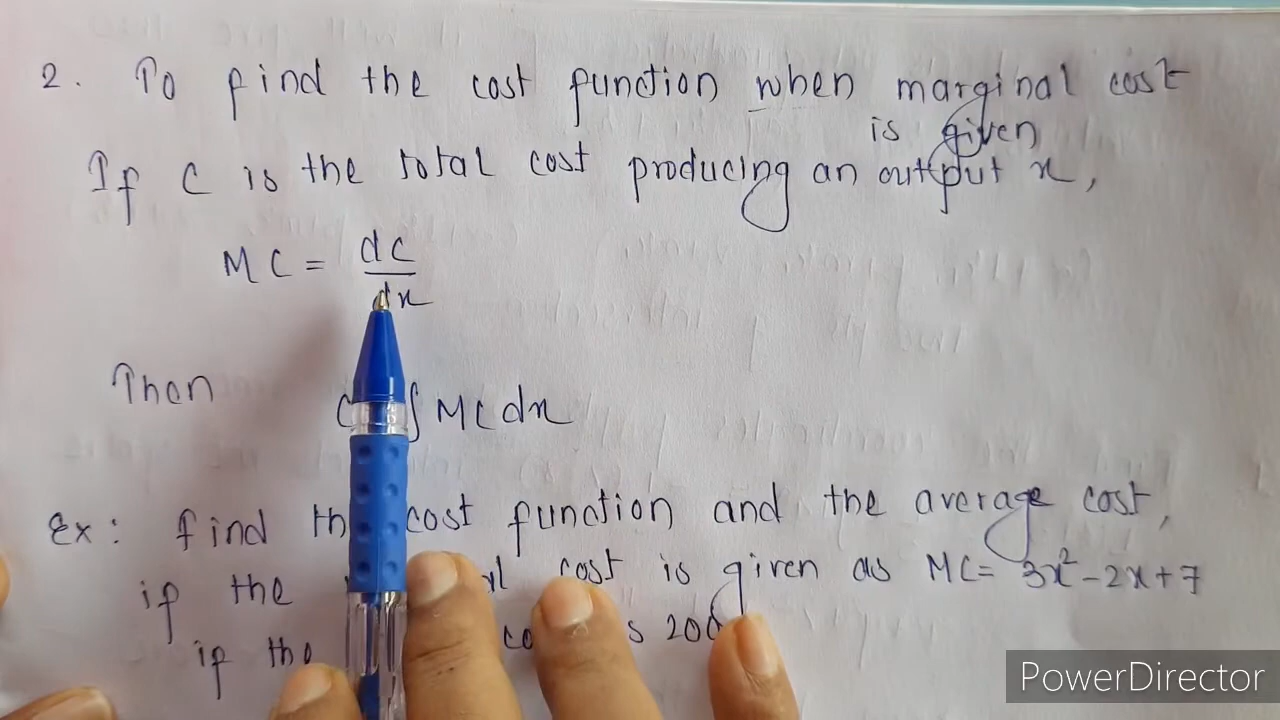 2. To find the cost function when marginal cost
is given
If C is the total cost producing an output x,
MC = dC/dx
Then
C ∫ MC dx
Ex: find the cost function and the average cost,
if the cost is given as MC = 3x² - 2x + 7
if the
PowerDirector